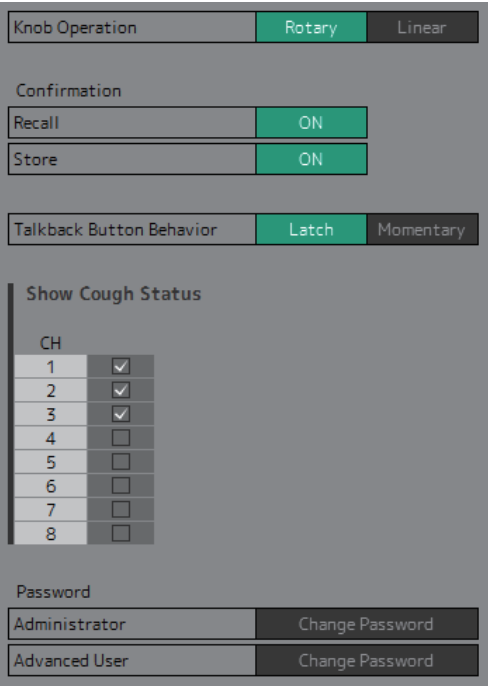 Knob Operation Rotary Linear
Confirmation
Recall ON
Store ON
Talkback Button Behavior Latch Momentary
Show Cough Status
CH
1
2
3
4
5
6
7
8
Password
Administrator Change Password
Advanced User Change Password